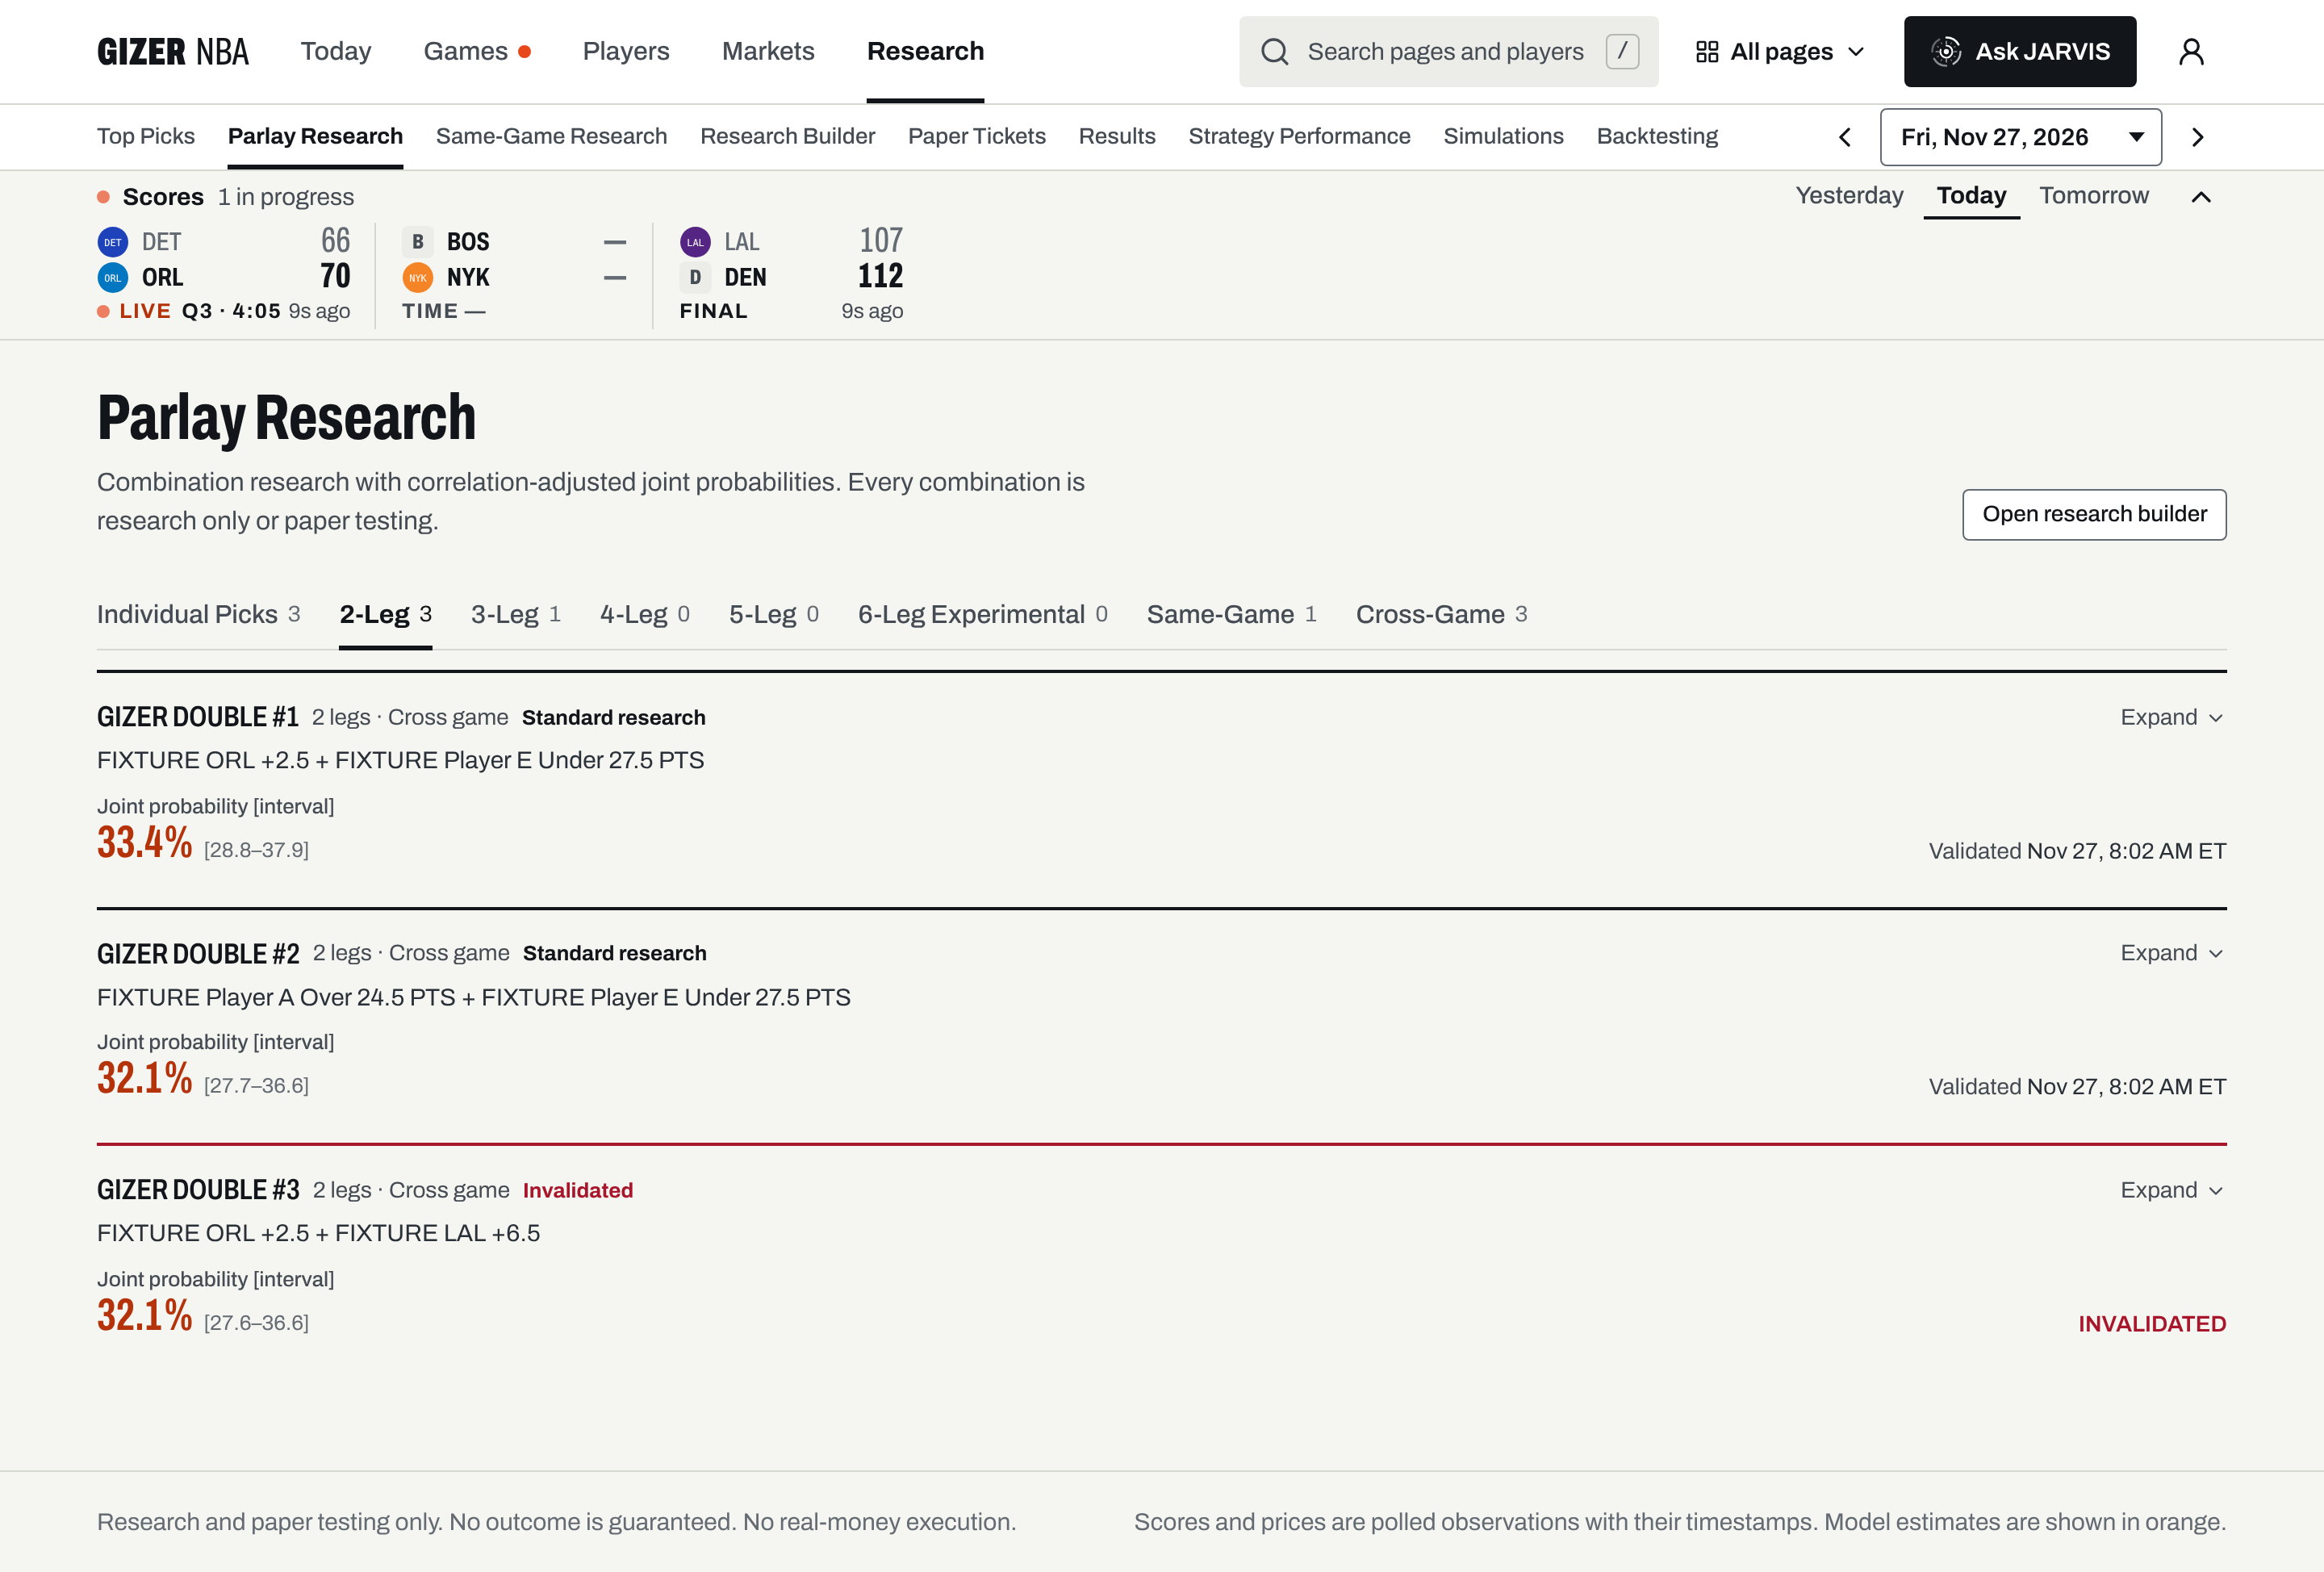 GIZER NBA Today Games Players Markets Research Search pages and players / All pages Ask JARVIS
Top Picks Parlay Research Same-Game Research Research Builder Paper Tickets Results Strategy Performance Simulations Backtesting Fri, Nov 27, 2026
Scores 1 in progress Yesterday Today Tomorrow
DET DET 66
ORL ORL 70
LIVE Q3 · 4:05 9s ago
B BOS —
NYK NYK —
TIME —
LAL LAL 107
D DEN 112
FINAL 9s ago
Parlay Research
Combination research with correlation-adjusted joint probabilities. Every combination is
research only or paper testing.
Open research builder
Individual Picks 3 2-Leg 3 3-Leg 1 4-Leg 0 5-Leg 0 6-Leg Experimental 0 Same-Game 1 Cross-Game 3
GIZER DOUBLE #1 2 legs · Cross game Standard research Expand
FIXTURE ORL +2.5 + FIXTURE Player E Under 27.5 PTS
Joint probability [interval]
33.4% [28.8–37.9] Validated Nov 27, 8:02 AM ET
GIZER DOUBLE #2 2 legs · Cross game Standard research Expand
FIXTURE Player A Over 24.5 PTS + FIXTURE Player E Under 27.5 PTS
Joint probability [interval]
32.1% [27.7–36.6] Validated Nov 27, 8:02 AM ET
GIZER DOUBLE #3 2 legs · Cross game Invalidated Expand
FIXTURE ORL +2.5 + FIXTURE LAL +6.5
Joint probability [interval]
32.1% [27.6–36.6] INVALIDATED
Research and paper testing only. No outcome is guaranteed. No real-money execution. Scores and prices are polled observations with their timestamps. Model estimates are shown in orange.